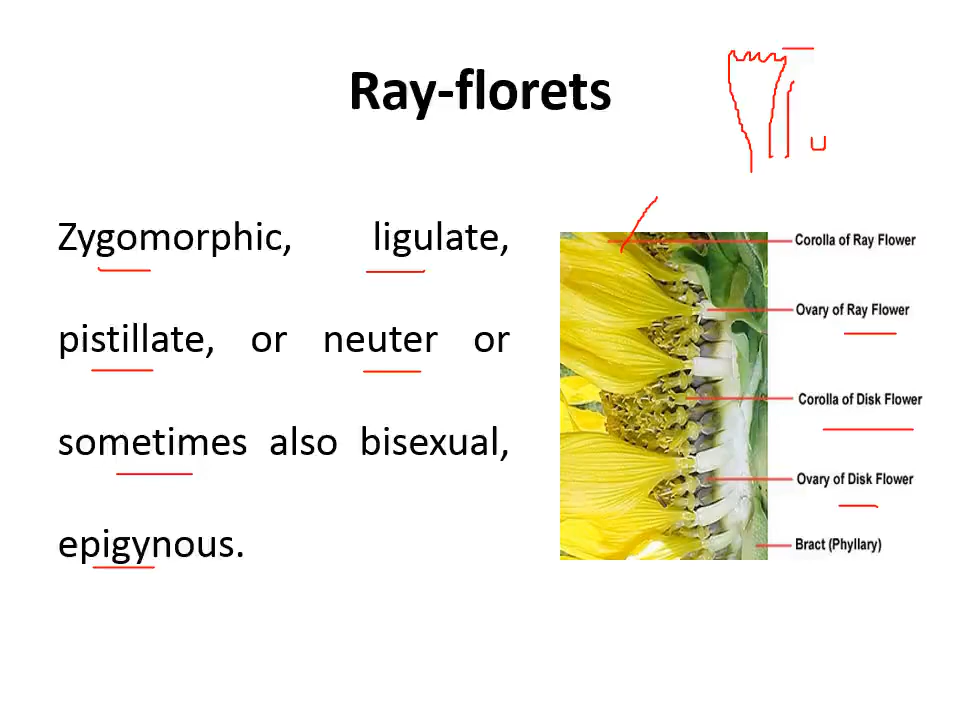 Ray-florets
Zygomorphic, ligulate,
pistillate, or neuter or
sometimes also bisexual,
epigynous.
Corolla of Ray Flower
Ovary of Ray Flower
Corolla of Disk Flower
Ovary of Disk Flower
Bract (Phyllary)